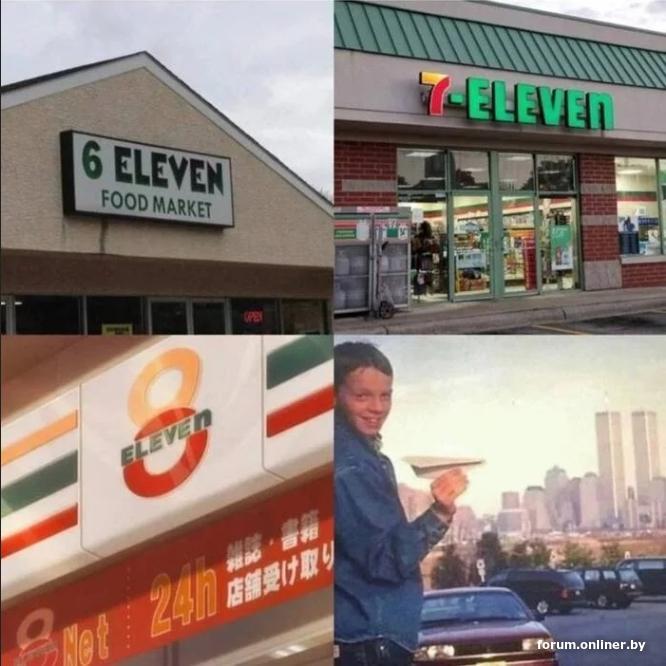 6 ELEVEN
FOOD MARKET
OPEN
7-ELEVEN
8
ELEVEN
Net
24h
雑誌・書籍
店舗受け取り
forum.onliner.by